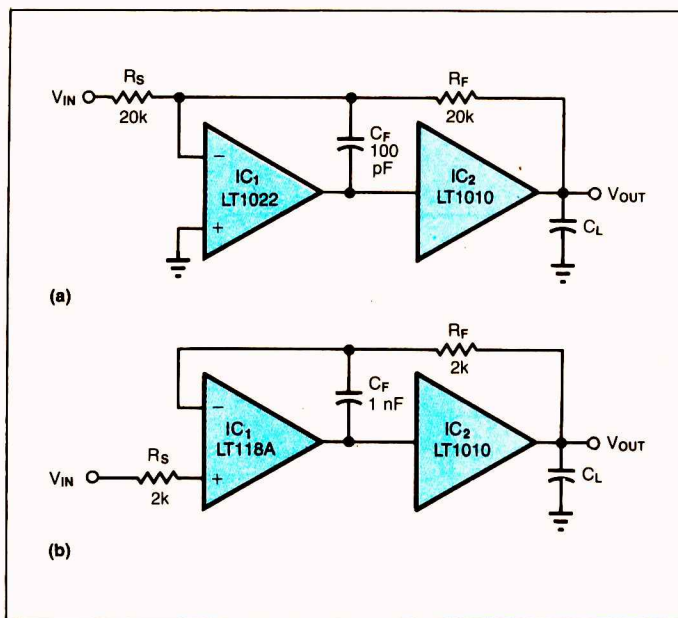 RS
RF
VIN
20k
20k
CF
100
pF
−
+
IC1
LT1022
IC2
LT1010
VOUT
CL
(a)
RF
2k
CF
1 nF
−
+
IC1
LT118A
IC2
LT1010
VOUT
CL
RS
VIN
2k
(b)